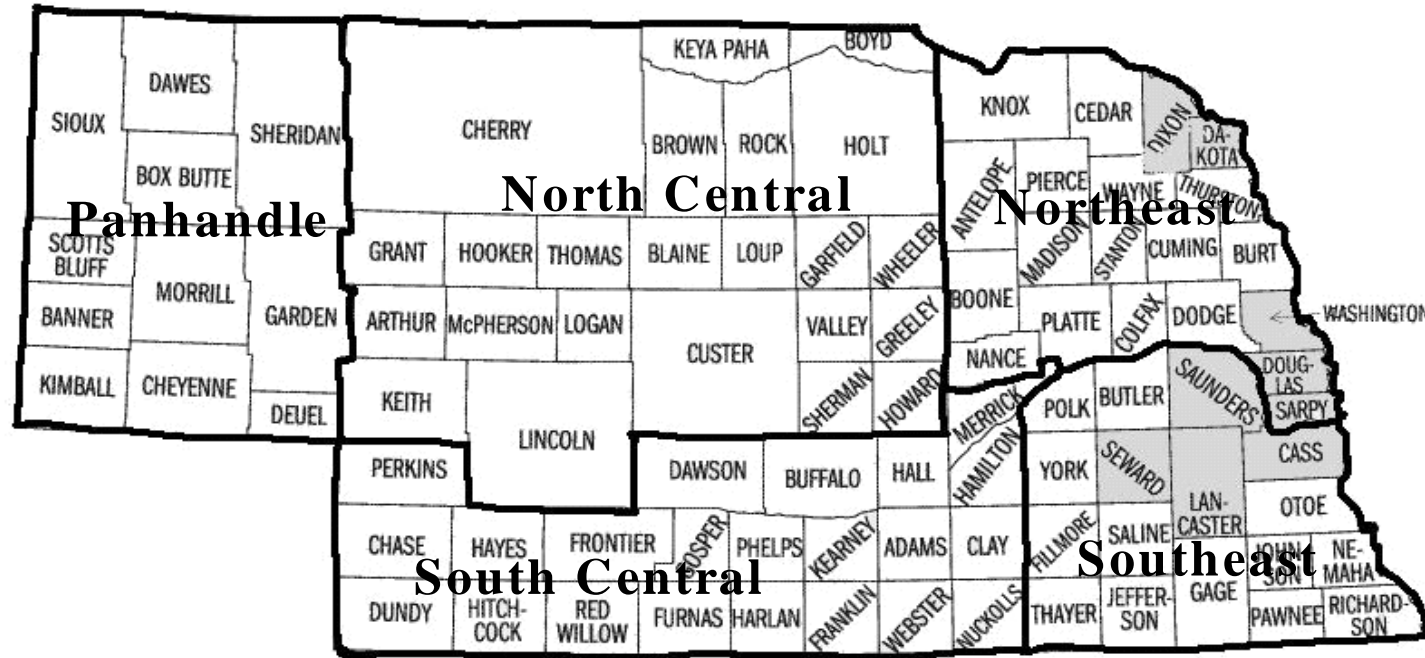 SIOUX
DAWES
SHERIDAN
BOX BUTTE
Panhandle
SCOTTS
BLUFF
MORRILL
BANNER
GARDEN
KIMBALL
CHEYENNE
DEUEL
KEYA PAHA
BOYD
CHERRY
BROWN
ROCK
HOLT
North Central
GRANT
HOOKER
THOMAS
BLAINE
LOUP
GARFIELD
WHEELER
ARTHUR
McPHERSON
LOGAN
CUSTER
VALLEY
GREELEY
KEITH
LINCOLN
SHERMAN
HOWARD
KNOX
CEDAR
DIXON
DA-
KOTA
ANTELOPE
PIERCE
WAYNE
THURSTON
Northeast
MADISON
STANTON
CUMING
BURT
BOONE
PLATTE
COLFAX
DODGE
WASHINGTON
NANCE
DOUG-
LAS
SARPY
PERKINS
DAWSON
BUFFALO
HALL
MERRICK
HAMILTON
CHASE
HAYES
FRONTIER
GOSPER
PHELPS
KEARNEY
ADAMS
CLAY
South Central
DUNDY
HITCH-
COCK
RED
WILLOW
FURNAS
HARLAN
FRANKLIN
WEBSTER
NUCKOLLS
POLK
BUTLER
SAUNDERS
YORK
SEWARD
CASS
LAN-
CASTER
OTOE
FILLMORE
SALINE
Southeast
JOHN-
SON
NE-
MAHA
THAYER
JEFFER-
SON
GAGE
PAWNEE
RICHARD-
SON